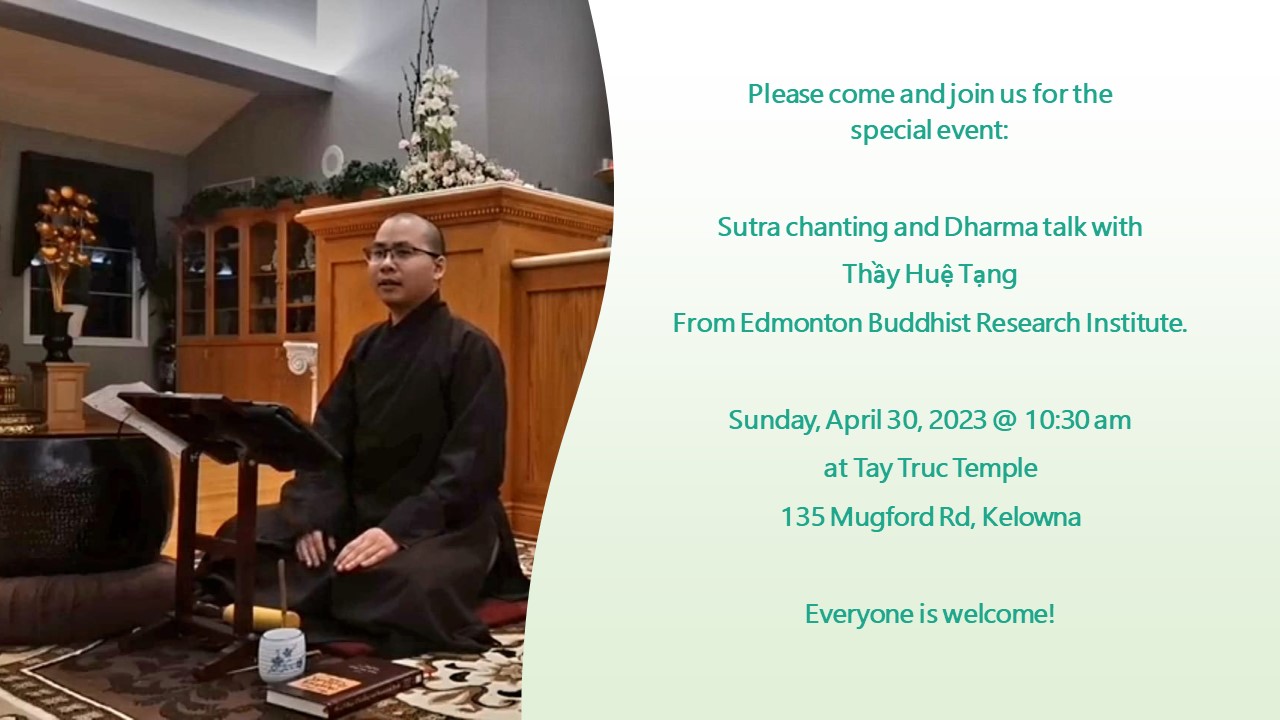 Please come and join us for the
special event:
Sutra chanting and Dharma talk with
Thầy Huệ Tạng
From Edmonton Buddhist Research Institute.
Sunday, April 30, 2023 @ 10:30 am
at Tay Truc Temple
135 Mugford Rd, Kelowna
Everyone is welcome!